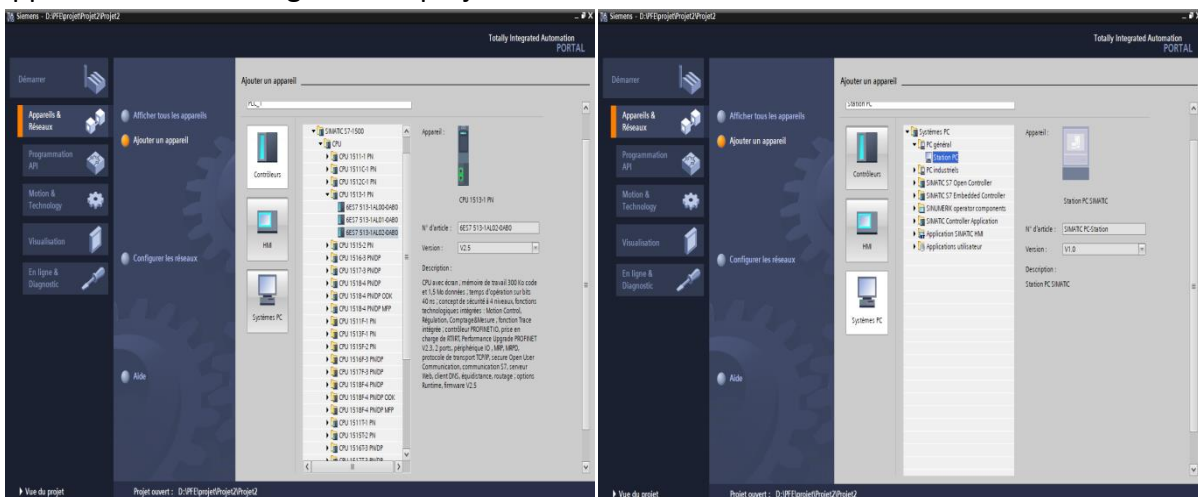 Siemens - D:\PFE\projet\Projet2\Projet2
Totally Integrated Automation
PORTAL
Démarrer
Appareils &
Réseaux
Programmation
API
Motion &
Technology
Visualisation
En ligne &
Diagnostic
Afficher tous les appareils
Ajouter un appareil
Configurer les réseaux
Aide
Ajouter un appareil
PLC_1
Contrôleurs
HMI
Systèmes PC
SIMATIC S7-1500
CPU
CPU 1511-1 PN
CPU 1511C-1 PN
CPU 1512C-1 PN
CPU 1513-1 PN
6ES7 513-1AL00-0AB0
6ES7 513-1AL01-0AB0
6ES7 513-1AL02-0AB0
CPU 1515-2 PN
CPU 1516-3 PN/DP
CPU 1517-3 PN/DP
CPU 1518-4 PN/DP
CPU 1518-4 PN/DP ODK
CPU 1518-4 PN/DP MFP
CPU 1511F-1 PN
CPU 1513F-1 PN
CPU 1515F-2 PN
CPU 1516F-3 PN/DP
CPU 1517F-3 PN/DP
CPU 1518F-4 PN/DP
CPU 1518F-4 PN/DP ODK
CPU 1518F-4 PN/DP MFP
CPU 1511T-1 PN
CPU 1515T-2 PN
CPU 1516T-3 PN/DP
CPU 1517T-3 PN/DP
Appareil :
CPU 1513-1 PN
N° d'article : 6ES7 513-1AL02-0AB0
Version : V2.5
Description :
CPU avec écran ; mémoire de travail 300 Ko code
et 1,5 Mo données ; temps d'opération sur bits
40 ns ; concept de sécurité à 4 niveaux, fonctions
technologiques intégrées : Motion Control,
Régulation, Comptage&Mesure ; fonction Trace
intégrée ; contrôleur PROFINET IO, prise en
charge de RT/IRT, Performance Upgrade PROFINET
V2.3, 2 ports, périphérique IO , MRP, MRPD,
protocole de transport TCP/IP, secure Open User
Communication, communication S7, serveur
Web, client DNS, équidistance, routage ; options
Runtime, firmware V2.5
Vue du projet
Projet ouvert : D:\PFE\projet\Projet2\Projet2
Siemens - D:\PFE\projet\Projet2\Projet2
Totally Integrated Automation
PORTAL
Démarrer
Appareils &
Réseaux
Programmation
API
Motion &
Technology
Visualisation
En ligne &
Diagnostic
Afficher tous les appareils
Ajouter un appareil
Configurer les réseaux
Aide
Ajouter un appareil
Station PC
Contrôleurs
HMI
Systèmes PC
Systèmes PC
PC général
Station PC
PC industriels
SIMATIC S7 Open Controller
SIMATIC S7 Embedded Controller
SINUMERIK operator components
SIMATIC Controller Application
Application SIMATIC HMI
Applications utilisateur
Appareil :
Station PC SIMATIC
N° d'article : SIMATIC PC-Station
Version : V1.0
Description :
Station PC SIMATIC
Vue du projet
Projet ouvert : D:\PFE\projet\Projet2\Projet2